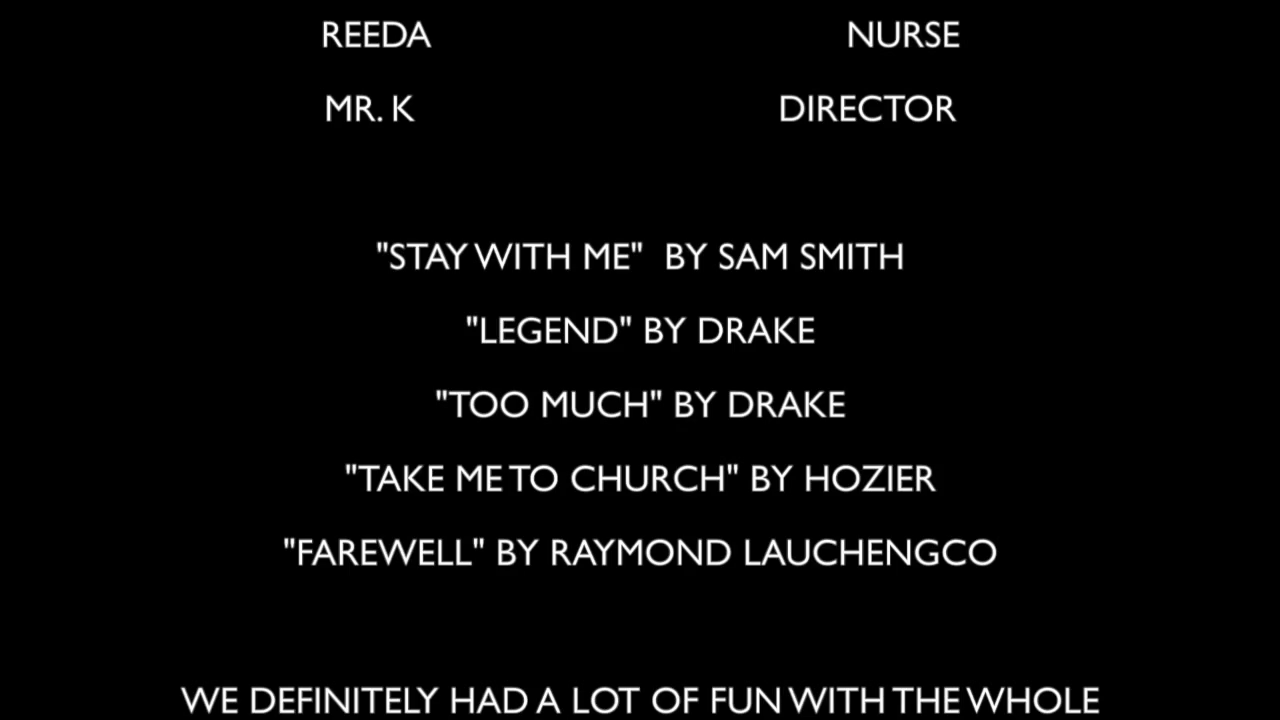 REEDA NURSE
MR. K DIRECTOR
"STAY WITH ME" BY SAM SMITH
"LEGEND" BY DRAKE
"TOO MUCH" BY DRAKE
"TAKE ME TO CHURCH" BY HOZIER
"FAREWELL" BY RAYMOND LAUCHENGCO
WE DEFINITELY HAD A LOT OF FUN WITH THE WHOLE